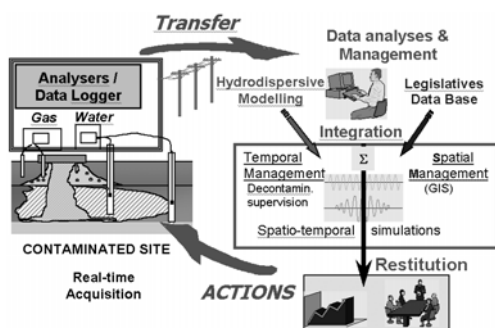 Transfer
Data analyses &
Management
Analysers /
Data Logger
Gas
Water
Hydrodispersive
Modelling
Legislatives
Data Base
Integration
Σ
Temporal
Management
Decontamin.
supervision
Spatial
Management
(GIS)
Spatio-temporal simulations
CONTAMINATED SITE
Real-time
Acquisition
ACTIONS
Restitution